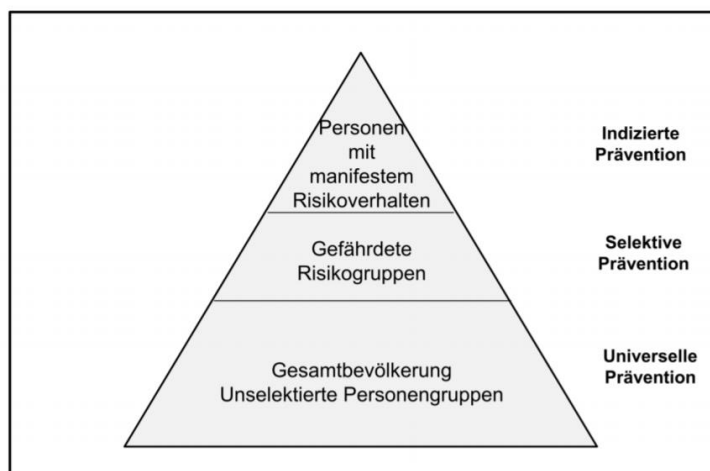 Personen
mit
manifestem
Risikoverhalten
Indizierte
Prävention
Gefährdete
Risikogruppen
Selektive
Prävention
Gesamtbevölkerung
Unselektierte Personengruppen
Universelle
Prävention